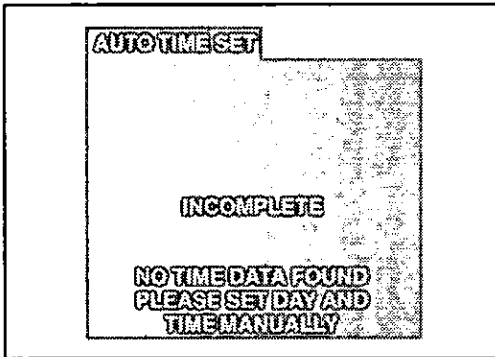 AUTO TIME SET
INCOMPLETE
NO TIME DATA FOUND
PLEASE SET DAY AND
TIME MANUALLY